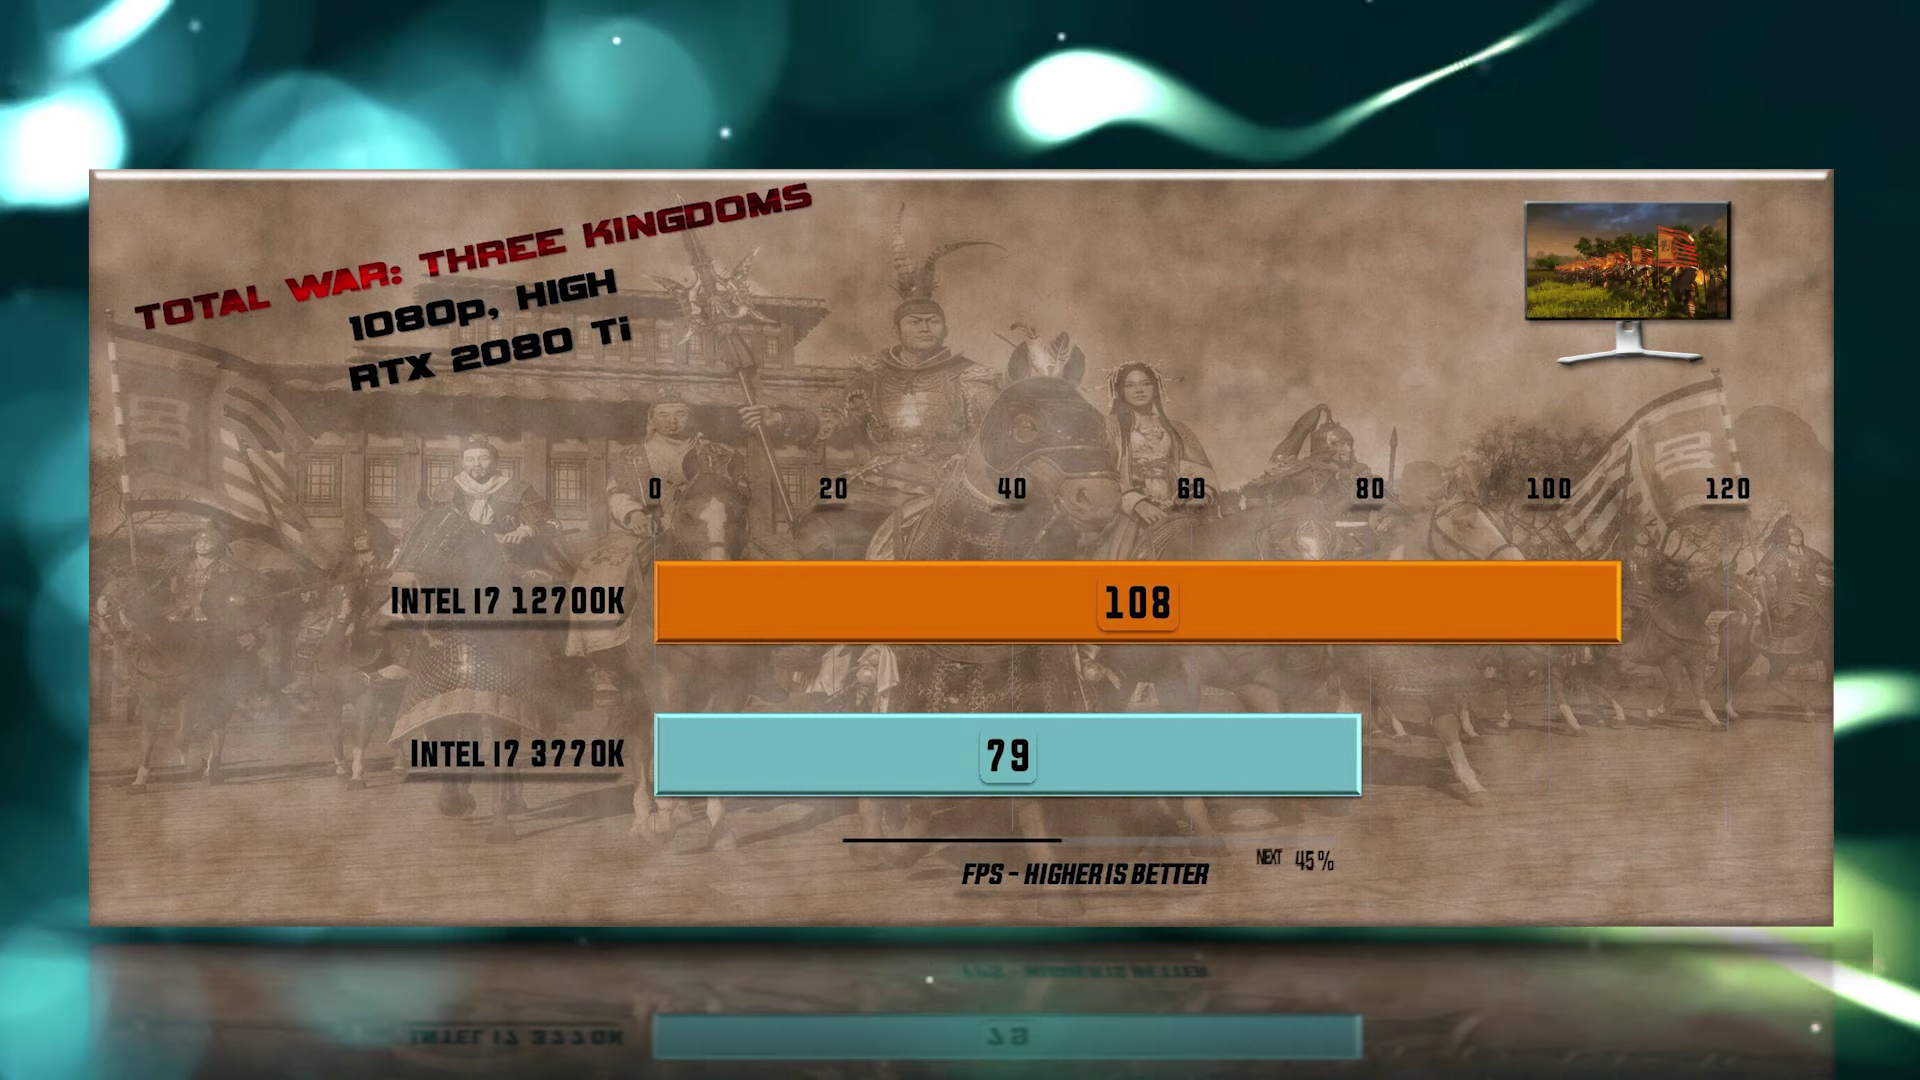 TOTAL WAR: THREE KINGDOMS
1080p, HIGH
RTX 2080 Ti
0 20 40 60 80 100 120
INTEL I7 12700K 108
INTEL I7 3770K 79
FPS - HIGHER IS BETTER
NEXT 45%